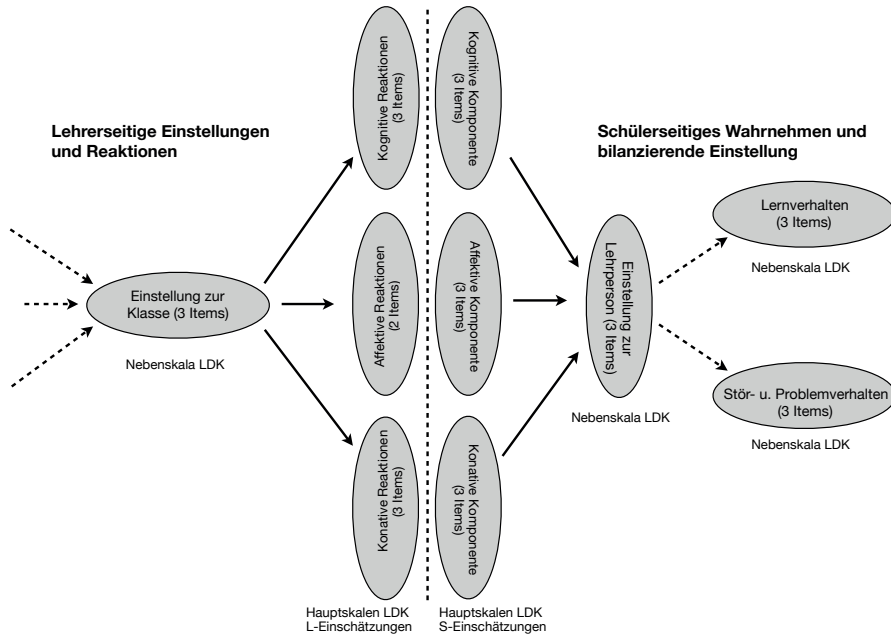 Lehrerseitige Einstellungen
und Reaktionen
Einstellung zur
Klasse (3 Items)
Nebenskala LDK
Kognitive Reaktionen
(3 Items)
Affektive Reaktionen
(2 Items)
Konative Reaktionen
(3 Items)
Hauptskalen LDK
L-Einschätzungen
Kognitive Komponente
(3 Items)
Affektive Komponente
(3 Items)
Konative Komponente
(3 Items)
Hauptskalen LDK
S-Einschätzungen
Schülerseitiges Wahrnehmen und
bilanzierende Einstellung
Einstellung zur
Lehrperson (3 Items)
Nebenskala LDK
Lernverhalten
(3 Items)
Nebenskala LDK
Stör- u. Problemverhalten
(3 Items)
Nebenskala LDK